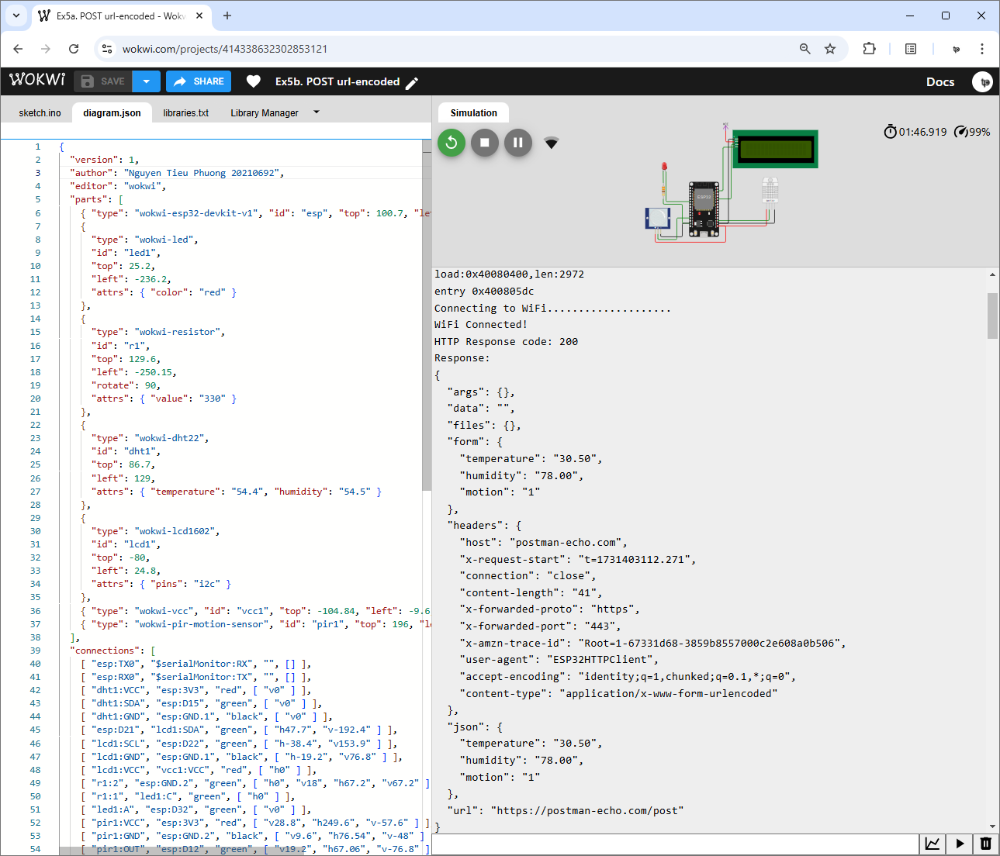 Ex5a. POST url-encoded - Wokw
wokwi.com/projects/414338632302853121
WOKWi
SAVE
SHARE
Ex5b. POST url-encoded
Docs
sketch.ino
diagram.json
libraries.txt
Library Manager
1 {
2 "version": 1,
3 "author": "Nguyen Tieu Phuong 20210692",
4 "editor": "wokwi",
5 "parts": [
6 { "type": "wokwi-esp32-devkit-v1", "id": "esp", "top": 100.7, "le
7 {
8 "type": "wokwi-led",
9 "id": "led1",
10 "top": 25.2,
11 "left": -236.2,
12 "attrs": { "color": "red" }
13 },
14 {
15 "type": "wokwi-resistor",
16 "id": "r1",
17 "top": 129.6,
18 "left": -250.15,
19 "rotate": 90,
20 "attrs": { "value": "330" }
21 },
22 {
23 "type": "wokwi-dht22",
24 "id": "dht1",
25 "top": 86.7,
26 "left": 129,
27 "attrs": { "temperature": "54.4", "humidity": "54.5" }
28 },
29 {
30 "type": "wokwi-lcd1602",
31 "id": "lcd1",
32 "top": -80,
33 "left": 24.8,
34 "attrs": { "pins": "i2c" }
35 },
36 { "type": "wokwi-vcc", "id": "vcc1", "top": -104.84, "left": -9.6
37 { "type": "wokwi-pir-motion-sensor", "id": "pir1", "top": 196, "le
38 ],
39 "connections": [
40 [ "esp:TX0", "$serialMonitor:RX", "", [] ],
41 [ "esp:RX0", "$serialMonitor:TX", "", [] ],
42 [ "dht1:VCC", "esp:3V3", "red", [ "v0" ] ],
43 [ "dht1:SDA", "esp:D15", "green", [ "v0" ] ],
44 [ "dht1:GND", "esp:GND.1", "black", [ "v0" ] ],
45 [ "esp:D21", "lcd1:SDA", "green", [ "h47.7", "v-192.4" ] ],
46 [ "lcd1:SCL", "esp:D22", "green", [ "h-38.4", "v153.9" ] ],
47 [ "lcd1:GND", "esp:GND.1", "black", [ "h-19.2", "v76.8" ] ],
48 [ "lcd1:VCC", "vcc1:VCC", "red", [ "h0" ] ],
49 [ "r1:2", "esp:GND.2", "green", [ "h0", "v18", "h67.2", "v67.2" ]
50 [ "r1:1", "led1:C", "green", [ "h0" ] ],
51 [ "led1:A", "esp:D32", "green", [ "v0" ] ],
52 [ "pir1:VCC", "esp:3V3", "red", [ "v28.8", "h249.6", "v-57.6" ] ]
53 [ "pir1:GND", "esp:GND.2", "black", [ "v9.6", "h76.54", "v-48" ]
54 [ "pir1:OUT", "esp:D12", "green", [ "v19.2", "h67.06", "v-76.8" ]
Simulation
01:46.919 99%
ESP32
load:0x40080400,len:2972
entry 0x400805dc
Connecting to WiFi....................
WiFi Connected!
HTTP Response code: 200
Response:
{
"args": {},
"data": "",
"files": {},
"form": {
"temperature": "30.50",
"humidity": "78.00",
"motion": "1"
},
"headers": {
"host": "postman-echo.com",
"x-request-start": "t=1731403112.271",
"connection": "close",
"content-length": "41",
"x-forwarded-proto": "https",
"x-forwarded-port": "443",
"x-amzn-trace-id": "Root=1-67331d68-3859b8557000c2e608a0b506",
"user-agent": "ESP32HTTPClient",
"accept-encoding": "identity;q=1,chunked;q=0.1,*;q=0",
"content-type": "application/x-www-form-urlencoded"
},
"json": {
"temperature": "30.50",
"humidity": "78.00",
"motion": "1"
},
"url": "https://postman-echo.com/post"
}